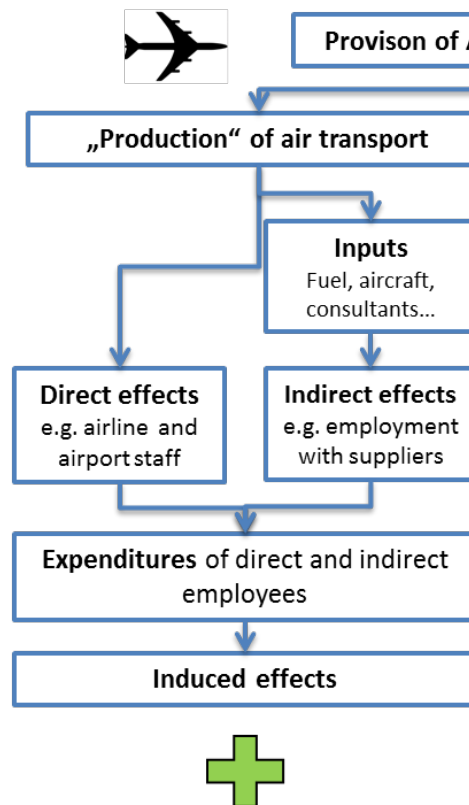 Provison of
„Production“ of air transport
Inputs
Fuel, aircraft,
consultants…
Direct effects
e.g. airline and
airport staff
Indirect effects
e.g. employment
with suppliers
Expenditures of direct and indirect
employees
Induced effects